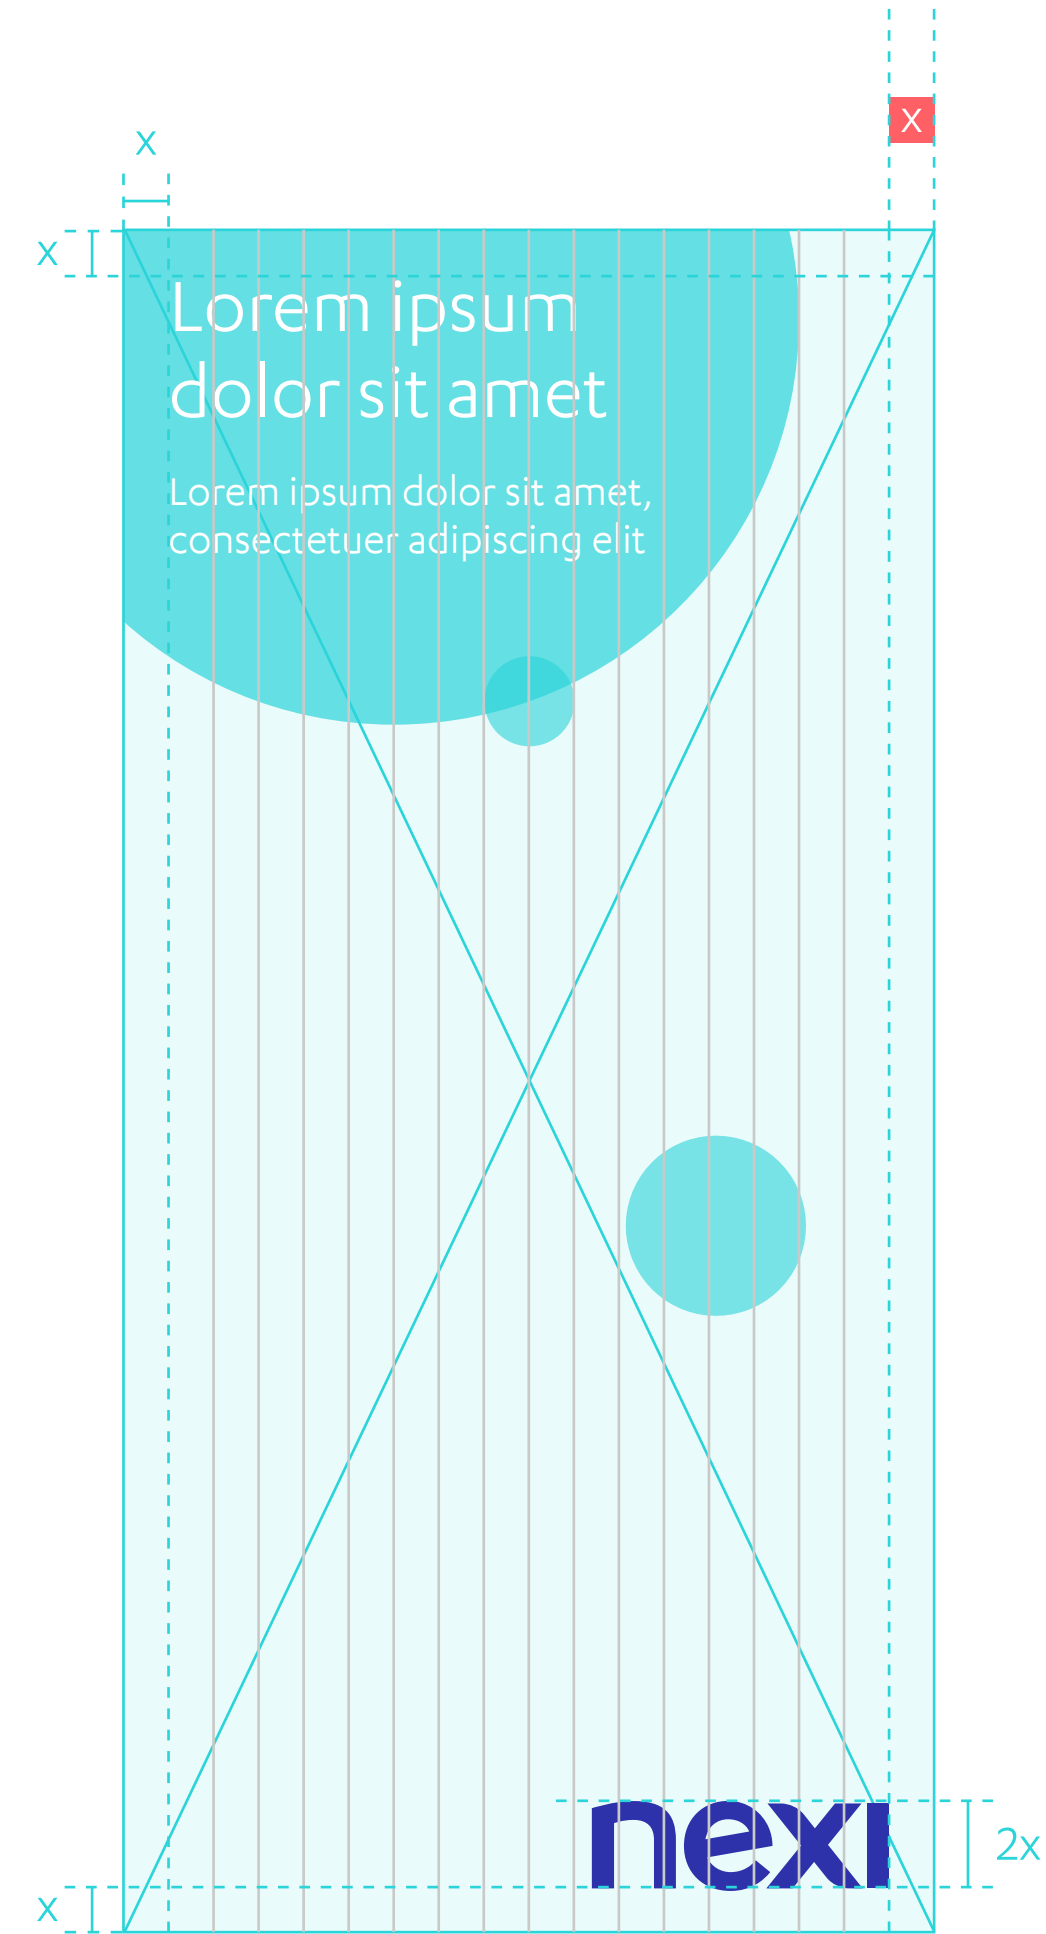 x
x
x
Lorem ipsum
dolor sit amet
Lorem ipsum dolor sit amet,
consectetuer adipiscing elit
nexi
2x
x